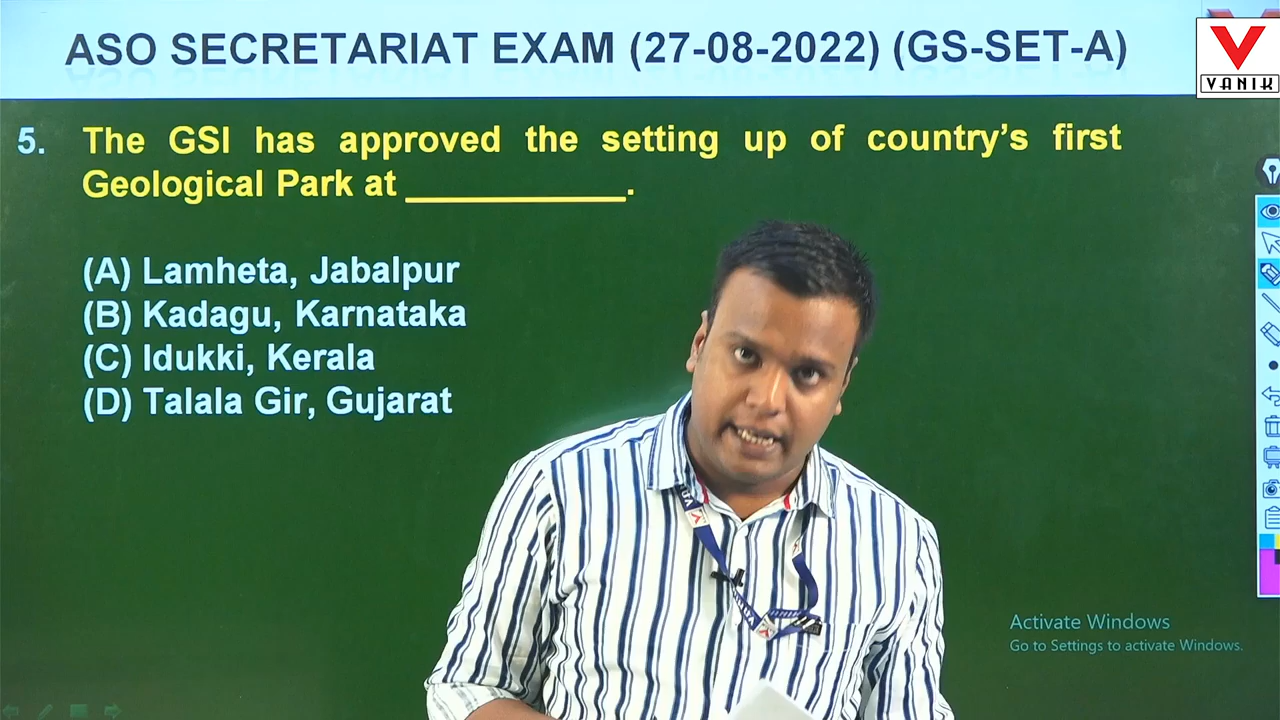 ASO SECRETARIAT EXAM (27-08-2022) (GS-SET-A)
VANIK
5. The GSI has approved the setting up of country's first
Geological Park at ___________.
(A) Lamheta, Jabalpur
(B) Kadagu, Karnataka
(C) Idukki, Kerala
(D) Talala Gir, Gujarat
Activate Windows
Go to Settings to activate Windows.